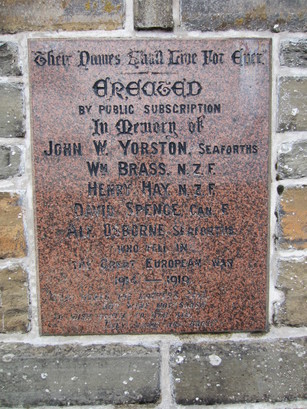 Their Names Shall Live For Ever.
ERECTED
BY PUBLIC SUBSCRIPTION
In Memory of
JOHN W. YORSTON, SEAFORTHS
WM BRASS, N.Z.F.
HENRY HAY N.Z.F.
DAVID SPENCE, CAN. F.
ALX OSBORNE, SEAFORTHS
WHO FELL IN
THE GREAT EUROPEAN WAR
1914 – 1919